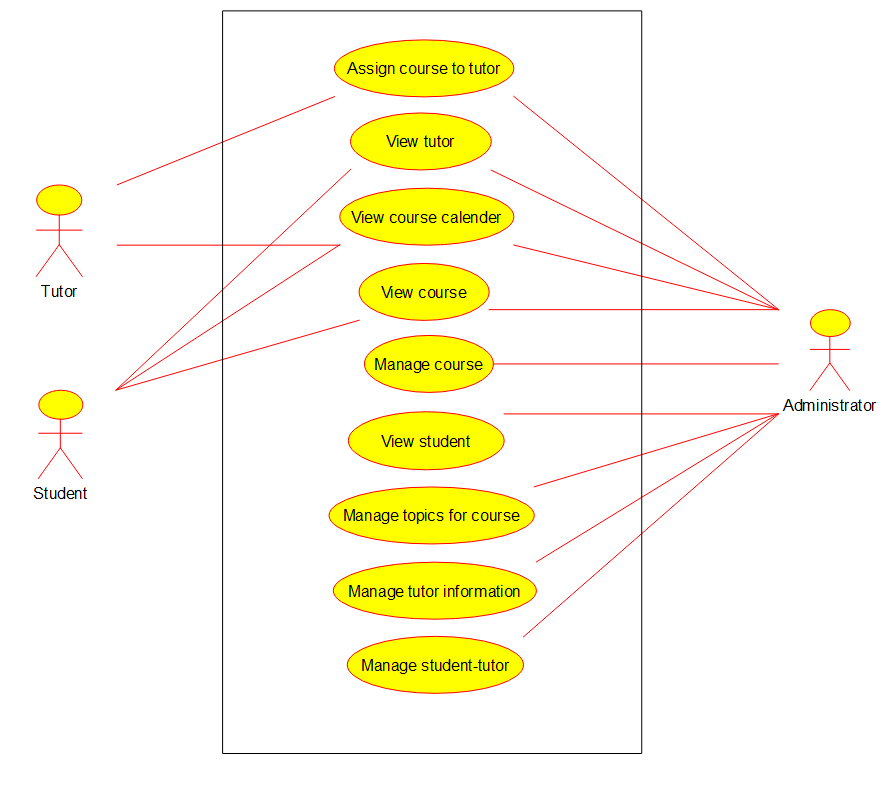 Assign course to tutor
View tutor
View course calender
View course
Manage course
View student
Manage topics for course
Manage tutor information
Manage student-tutor
Tutor
Student
Administrator